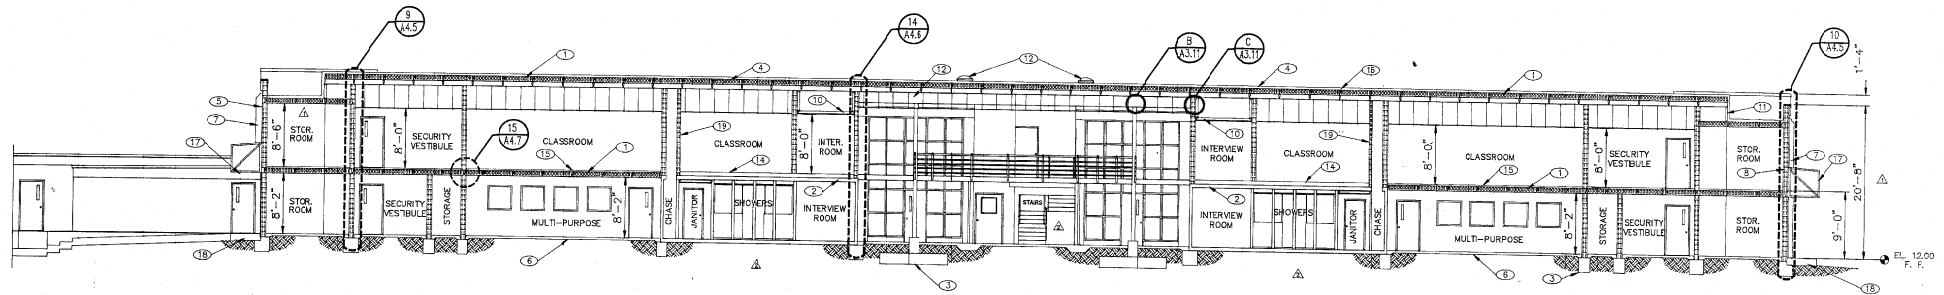 9
A4.5
14
A4.6
B
A3.11
C
A3.11
10
A4.5
1
4
12
12
4
16
1
1'-4"
5
7
17
1
STOR.
ROOM
8'-6"
8'-0"
SECURITY
VESTIBULE
15
A4.7
CLASSROOM
15
1
19
CLASSROOM
14
10
8'-0"
INTER.
ROOM
2
10
INTERVIEW
ROOM
CLASSROOM
14
2
19
8'-0"
CLASSROOM
15
1
8'-0"
SECURITY
VESTIBULE
11
STOR.
ROOM
7
8
17
20'-8"
1
8'-2"
STOR.
ROOM
SECURITY
VESTIBULE
STORAGE
MULTI-PURPOSE
8'-2"
CHASE
JANITOR
SHOWERS
INTERVIEW
ROOM
STAIRS
2
INTERVIEW
ROOM
SHOWERS
JANITOR
CHASE
MULTI-PURPOSE
8'-2"
STORAGE
SECURITY
VESTIBULE
STOR.
ROOM
9'-0"
EL. 12.00
F. F.
18
6
3
6
3
18